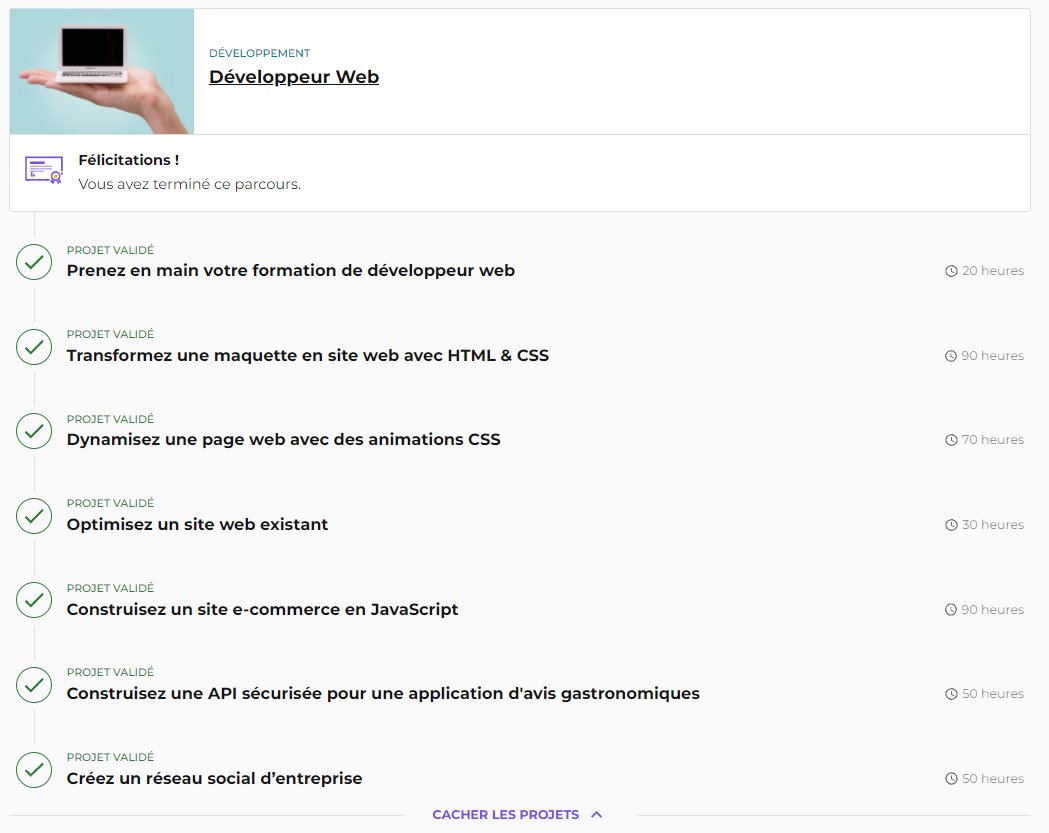 DÉVELOPPEMENT
Développeur Web
Félicitations !
Vous avez terminé ce parcours.
PROJET VALIDÉ
Prenez en main votre formation de développeur web
20 heures
PROJET VALIDÉ
Transformez une maquette en site web avec HTML & CSS
90 heures
PROJET VALIDÉ
Dynamisez une page web avec des animations CSS
70 heures
PROJET VALIDÉ
Optimisez un site web existant
30 heures
PROJET VALIDÉ
Construisez un site e-commerce en JavaScript
90 heures
PROJET VALIDÉ
Construisez une API sécurisée pour une application d'avis gastronomiques
50 heures
PROJET VALIDÉ
Créez un réseau social d’entreprise
50 heures
CACHER LES PROJETS